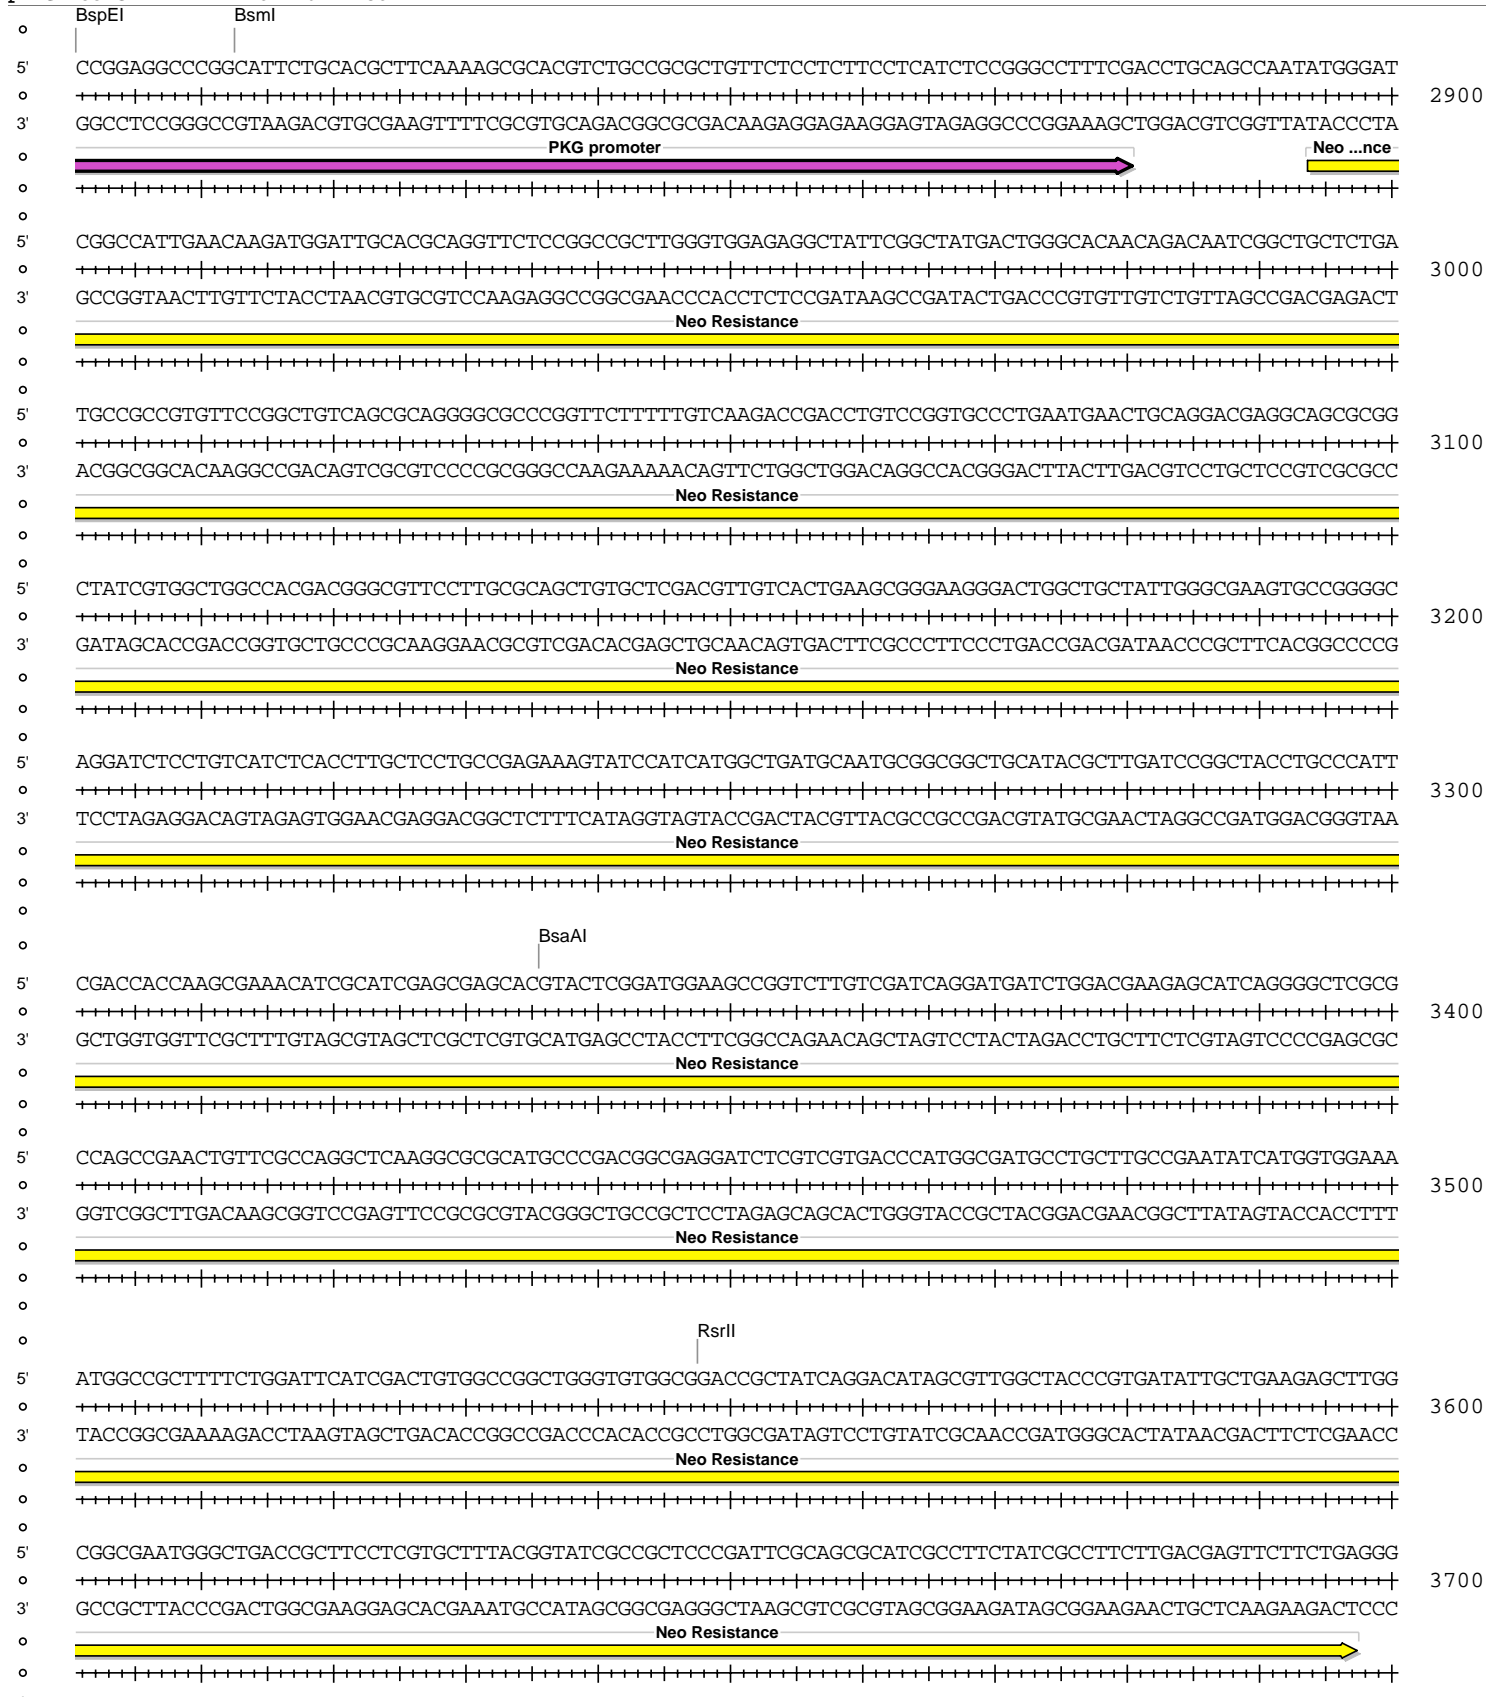 BspEI BsmI
5' CCGGAGGCCCGGCATTCTGCACGCTTCAAAAGCGCACGTCTGCCGCGCTGTTCTCCTCTTCCTCATCTCCGGGCCTTTCGACCTGCAGCCAATATGGGAT
2900
3' GGCCTCCGGGCCGTAAGACGTGCGAAGTTTTCGCGTGCAGACGGCGCGACAAGAGGAGAAGGAGTAGAGGCCCGGAAAGCTGGACGTCGGTTATACCCTA
PKG promoter Neo ...nce
5' CGGCCATTGAACAAGATGGATTGCACGCAGGTTCTCCGGCCGCTTGGGTGGAGAGGCTATTCGGCTATGACTGGGCACAACAGACAATCGGCTGCTCTGA
3000
3' GCCGGTAACTTGTTCTACCTAACGTGCGTCCAAGAGGCCGGCGAACCCACCTCTCCGATAAGCCGATACTGACCCGTGTTGTCTGTTAGCCGACGAGACT
Neo Resistance
5' TGCCGCCGTGTTCCGGCTGTCAGCGCAGGGGCGCCCGGTTCTTTTTGTCAAGACCGACCTGTCCGGTGCCCTGAATGAACTGCAGGACGAGGCAGCGCGG
3100
3' ACGGCGGCACAAGGCCGACAGTCGCGTCCCCGCGGGCCAAGAAAAACAGTTCTGGCTGGACAGGCCACGGGACTTACTTGACGTCCTGCTCCGTCGCGCC
Neo Resistance
5' CTATCGTGGCTGGCCACGACGGGCGTTCCTTGCGCAGCTGTGCTCGACGTTGTCACTGAAGCGGGAAGGGACTGGCTGCTATTGGGCGAAGTGCCGGGGC
3200
3' GATAGCACCGACCGGTGCTGCCCGCAAGGAACGCGTCGACACGAGCTGCAACAGTGACTTCGCCCTTCCCTGACCGACGATAACCCGCTTCACGGCCCCG
Neo Resistance
5' AGGATCTCCTGTCATCTCACCTTGCTCCTGCCGAGAAAGTATCCATCATGGCTGATGCAATGCGGCGGCTGCATACGCTTGATCCGGCTACCTGCCCATT
3300
3' TCCTAGAGGACAGTAGAGTGGAACGAGGACGGCTCTTTCATAGGTAGTACCGACTACGTTACGCCGCCGACGTATGCGAACTAGGCCGATGGACGGGTAA
Neo Resistance
BsaAI
5' CGACCACCAAGCGAAACATCGCATCGAGCGAGCACGTACTCGGATGGAAGCCGGTCTTGTCGATCAGGATGATCTGGACGAAGAGCATCAGGGGCTCGCG
3400
3' GCTGGTGGTTCGCTTTGTAGCGTAGCTCGCTCGTGCATGAGCCTACCTTCGGCCAGAACAGCTAGTCCTACTAGACCTGCTTCTCGTAGTCCCCGAGCGC
Neo Resistance
5' CCAGCCGAACTGTTCGCCAGGCTCAAGGCGCGCATGCCCGACGGCGAGGATCTCGTCGTGACCCATGGCGATGCCTGCTTGCCGAATATCATGGTGGAAA
3500
3' GGTCGGCTTGACAAGCGGTCCGAGTTCCGCGCGTACGGGCTGCCGCTCCTAGAGCAGCACTGGGTACCGCTACGGACGAACGGCTTATAGTACCACCTTT
Neo Resistance
RsrII
5' ATGGCCGCTTTTCTGGATTCATCGACTGTGGCCGGCTGGGTGTGGCGGACCGCTATCAGGACATAGCGTTGGCTACCCGTGATATTGCTGAAGAGCTTGG
3600
3' TACCGGCGAAAAGACCTAAGTAGCTGACACCGGCCGACCCACACCGCCTGGCGATAGTCCTGTATCGCAACCGATGGGCACTATAACGACTTCTCGAACC
Neo Resistance
5' CGGCGAATGGGCTGACCGCTTCCTCGTGCTTTACGGTATCGCCGCTCCCGATTCGCAGCGCATCGCCTTCTATCGCCTTCTTGACGAGTTCTTCTGAGGG
3700
3' GCCGCTTACCCGACTGGCGAAGGAGCACGAAATGCCATAGCGGCGAGGGCTAAGCGTCGCGTAGCGGAAGATAGCGGAAGAACTGCTCAAGAAGACTCCC
Neo Resistance